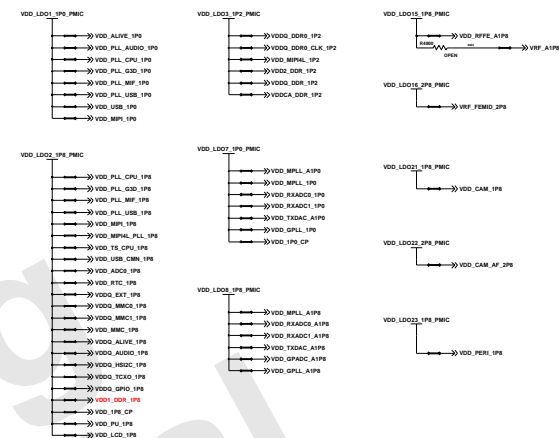 VDD_LDO1_1P0_PMIC
VDD_ALIVE_1P0
VDD_PLL_AUDIO_1P0
VDD_PLL_CPU_1P0
VDD_PLL_G3D_1P0
VDD_PLL_MIF_1P0
VDD_PLL_USB_1P0
VDD_USB_1P0
VDD_MIPI_1P0
VDD_LDO2_1P8_PMIC
VDD_PLL_CPU_1P8
VDD_PLL_G3D_1P8
VDD_PLL_MIF_1P8
VDD_PLL_USB_1P8
VDD_MIPI_1P8
VDD_MIPI4L_PLL_1P8
VDD_TS_CPU_1P8
VDD_USB_CMN_1P8
VDD_ADC0_1P8
VDD_RTC_1P8
VDDQ_EXT_1P8
VDDQ_MMC0_1P8
VDDQ_MMC1_1P8
VDD_MMC_1P8
VDDQ_ALIVE_1P8
VDDQ_AUDIO_1P8
VDDQ_HSI2C_1P8
VDDQ_TCXO_1P8
VDDQ_GPIO_1P8
VDD1_DDR_1P8
VDD_1P8_CP
VDD_PU_1P8
VDD_LCD_1P8
VDD_LDO3_1P2_PMIC
VDDQ_DDR0_1P2
VDDQ_DDR0_CLK_1P2
VDD_MIPI4L_1P2
VDD2_DDR_1P2
VDDQ_DDR_1P2
VDDCA_DDR_1P2
VDD_LDO7_1P0_PMIC
VDD_MPLL_A1P0
VDD_MPLL_1P0
VDD_RXADC0_1P0
VDD_RXADC1_1P0
VDD_TXDAC_A1P0
VDD_GPLL_1P0
VDD_1P0_CP
VDD_LDO8_1P8_PMIC
VDD_MPLL_A1P8
VDD_RXADC0_A1P8
VDD_RXADC1_A1P8
VDD_TXDAC_A1P8
VDD_GPADC_A1P8
VDD_GPLL_A1P8
VDD_LDO15_1P8_PMIC
VDD_RFFE_A1P8
R4000
OPEN
VRF_A1P8
VDD_LDO16_2P8_PMIC
VRF_FEMID_2P8
VDD_LDO21_1P8_PMIC
VDD_CAM_1P8
VDD_LDO22_2P8_PMIC
VDD_CAM_AF_2P8
VDD_LDO23_1P8_PMIC
VDD_PERI_1P8